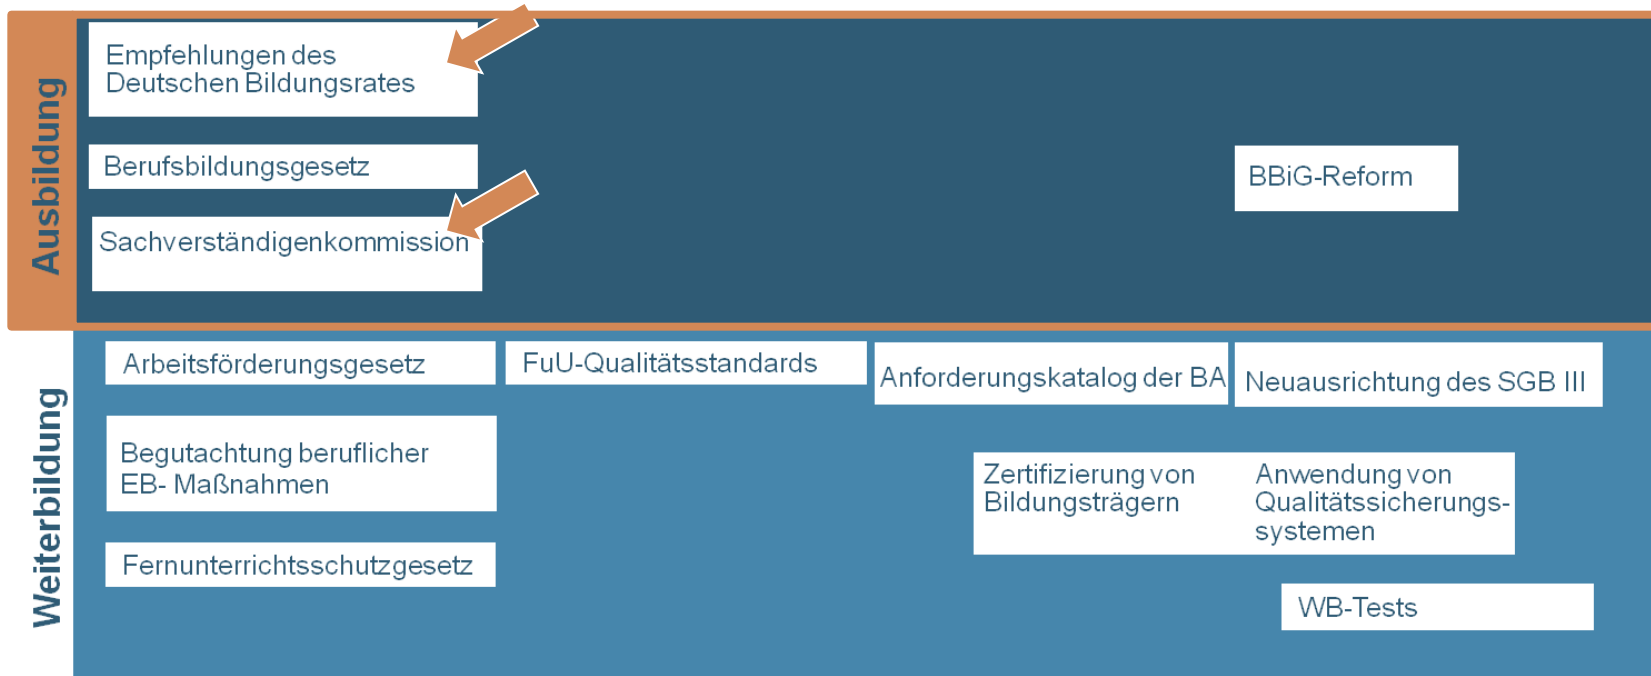 Ausbildung
Empfehlungen des
Deutschen Bildungsrates
Berufsbildungsgesetz
BBiG-Reform
Sachverständigenkommission
Weiterbildung
Arbeitsförderungsgesetz
FuU-Qualitätsstandards
Anforderungskatalog der BA
Neuausrichtung des SGB III
Begutachtung beruflicher
EB- Maßnahmen
Zertifizierung von
Bildungsträgern
Anwendung von
Qualitätssicherungs-
systemen
Fernunterrichtsschutzgesetz
WB-Tests